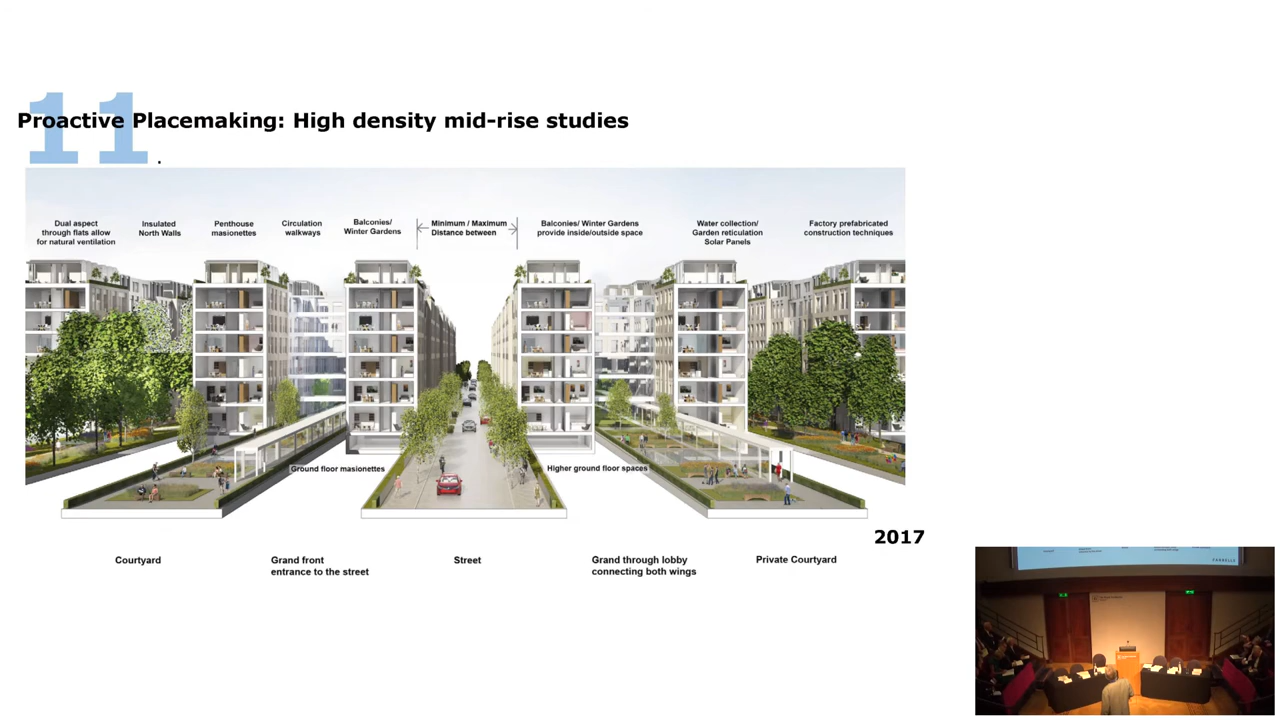 11
Proactive Placemaking: High density mid-rise studies
.
Dual aspect
through flats allow
for natural ventilation
Insulated
North Walls
Penthouse
masionettes
Circulation
walkways
Balconies/
Winter Gardens
Minimum / Maximum
Distance between
Balconies/ Winter Gardens
provide inside/outside space
Water collection/
Garden reticulation
Solar Panels
Factory prefabricated
construction techniques
Ground floor masionettes
Higher ground floor spaces
2017
Courtyard
Grand front
entrance to the street
Street
Grand through lobby
connecting both wings
Private Courtyard
FARRELLS